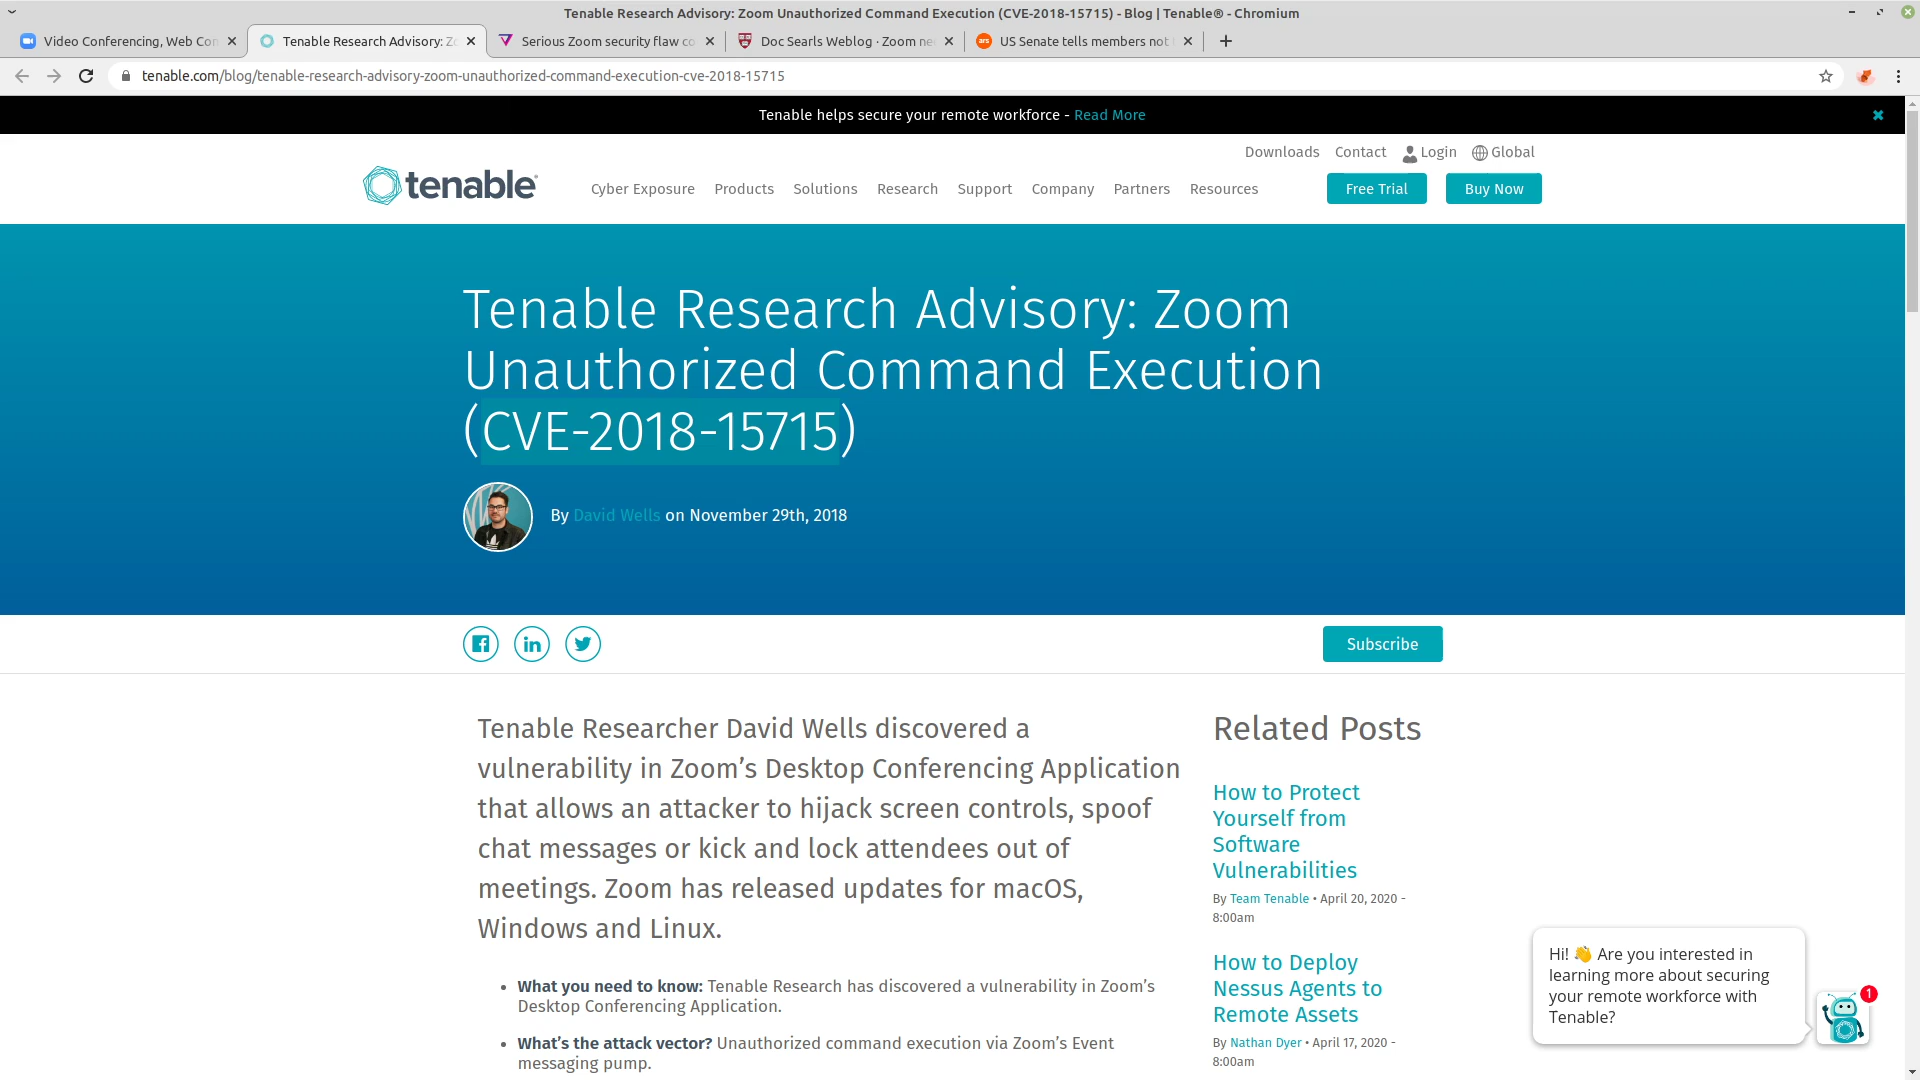 Tenable Research Advisory: Zoom Unauthorized Command Execution (CVE-2018-15715) - Blog | Tenable® - Chromium
Video Conferencing, Web Con
Tenable Research Advisory: Zo
Serious Zoom security flaw co
Doc Searls Weblog · Zoom ne
US Senate tells members not
tenable.com/blog/tenable-research-advisory-zoom-unauthorized-command-execution-cve-2018-15715
Tenable helps secure your remote workforce - Read More
Downloads Contact Login Global
tenable®
Cyber Exposure Products Solutions Research Support Company Partners Resources
Free Trial Buy Now
Tenable Research Advisory: Zoom
Unauthorized Command Execution
(CVE-2018-15715)
By David Wells on November 29th, 2018
Subscribe
Tenable Researcher David Wells discovered a
vulnerability in Zoom’s Desktop Conferencing Application
that allows an attacker to hijack screen controls, spoof
chat messages or kick and lock attendees out of
meetings. Zoom has released updates for macOS,
Windows and Linux.
• What you need to know: Tenable Research has discovered a vulnerability in Zoom’s
Desktop Conferencing Application.
• What’s the attack vector? Unauthorized command execution via Zoom’s Event
messaging pump.
Related Posts
How to Protect
Yourself from
Software
Vulnerabilities
By Team Tenable • April 20, 2020 -
8:00am
How to Deploy
Nessus Agents to
Remote Assets
By Nathan Dyer • April 17, 2020 -
8:00am
Hi! 👋 Are you interested in
learning more about securing
your remote workforce with
Tenable?
1